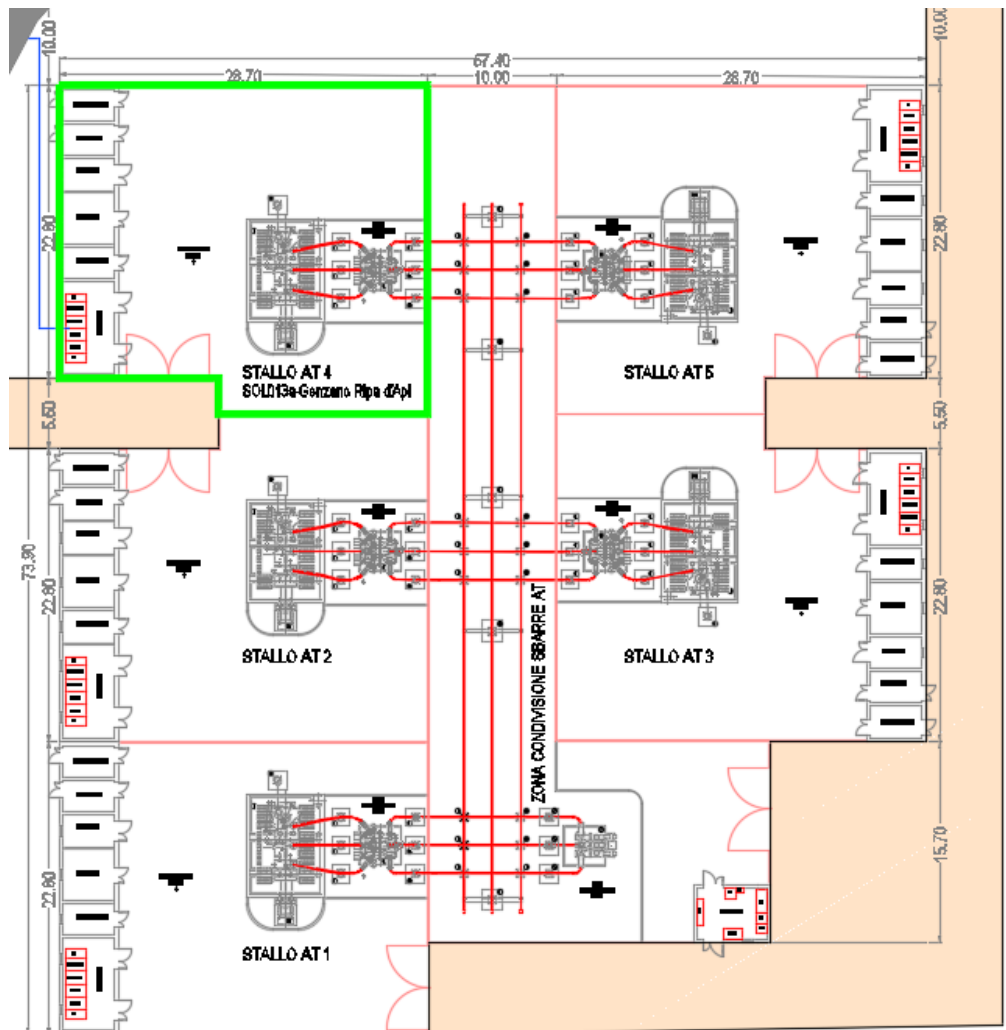 10.00
10.00
67.40
28.70
10.00
28.70
22.80
22.80
STALLO AT 4
SOL013a-Genzano Ripa d'Api
STALLO AT 5
5.50
5.50
73.90
22.80
22.80
ZONA CONDIVISIONE SBARRE AT
STALLO AT 2
STALLO AT 3
22.80
15.70
STALLO AT 1